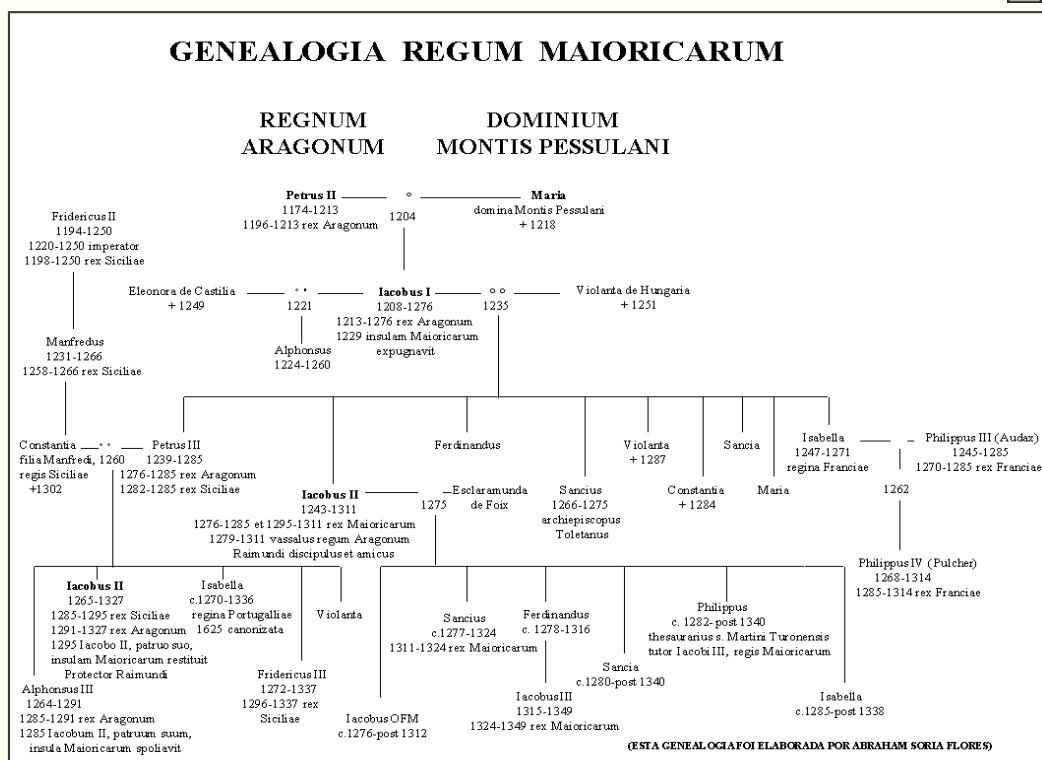 GENEALOGIA REGUM MAIORICARUM
REGNUM
ARAGONUM
DOMINIUM
MONTIS PESSULANI
Petrus II
1174-1213
1196-1213 rex Aragonum
1204
Maria
domina Montis Pessulani
+ 1218
Fridericus II
1194-1250
1220-1250 imperator
1198-1250 rex Siciliae
Eleonora de Castilia
+ 1249
1221
Iacobus I
1208-1276
1213-1276 rex Aragonum
1229 insulam Maioricarum
expugnavit
1235
Violanta de Hungaria
+ 1251
Manfredus
1231-1266
1258-1266 rex Siciliae
Alphonsus
1224-1260
Constantia
filia Manfredi,
regis Siciliae
+1302
1260
Petrus III
1239-1285
1276-1285 rex Aragonum
1282-1285 rex Siciliae
Iacobus II
1243-1311
1276-1285 et 1295-1311 rex Maioricarum
1279-1311 vassalus regum Aragonum
Raimundi discipulus et amicus
1275
Esclaramunda
de Foix
Ferdinandus
Sancius
1266-1275
archiepiscopus
Toletanus
Violanta
+ 1287
Constantia
+ 1284
Sancia
Maria
Isabella
1247-1271
regina Franciae
1262
Philippus III (Audax)
1245-1285
1270-1285 rex Franciae
Philippus IV (Pulcher)
1268-1314
1285-1314 rex Franciae
Iacobus II
1265-1327
1285-1295 rex Siciliae
1291-1327 rex Aragonum
1295 Iacobo II, patruo suo,
insulam Maioricarum restituit
Protector Raimundi
Isabella
c.1270-1336
regina Portugalliae
1625 canonizata
Violanta
Alphonsus III
1264-1291
1285-1291 rex Aragonum
1285 Iacobum II, patruum suum,
insula Maioricarum spoliavit
Fridericus III
1272-1337
1296-1337 rex
Siciliae
Iacobus OFM
c.1276-post 1312
Sancius
c.1277-1324
1311-1324 rex Maioricarum
Ferdinandus
c. 1278-1316
Iacobus III
1315-1349
1324-1349 rex Maioricarum
Sancia
c.1280-post 1340
Philippus
c. 1282-post 1340
thesaurarius s. Martini Turonensis
tutor Iacobi III, regis Maioricarum
Isabella
c.1285-post 1338
(ESTA GENEALOGIA FOI ELABORADA POR ABRAHAM SORIA FLORES)